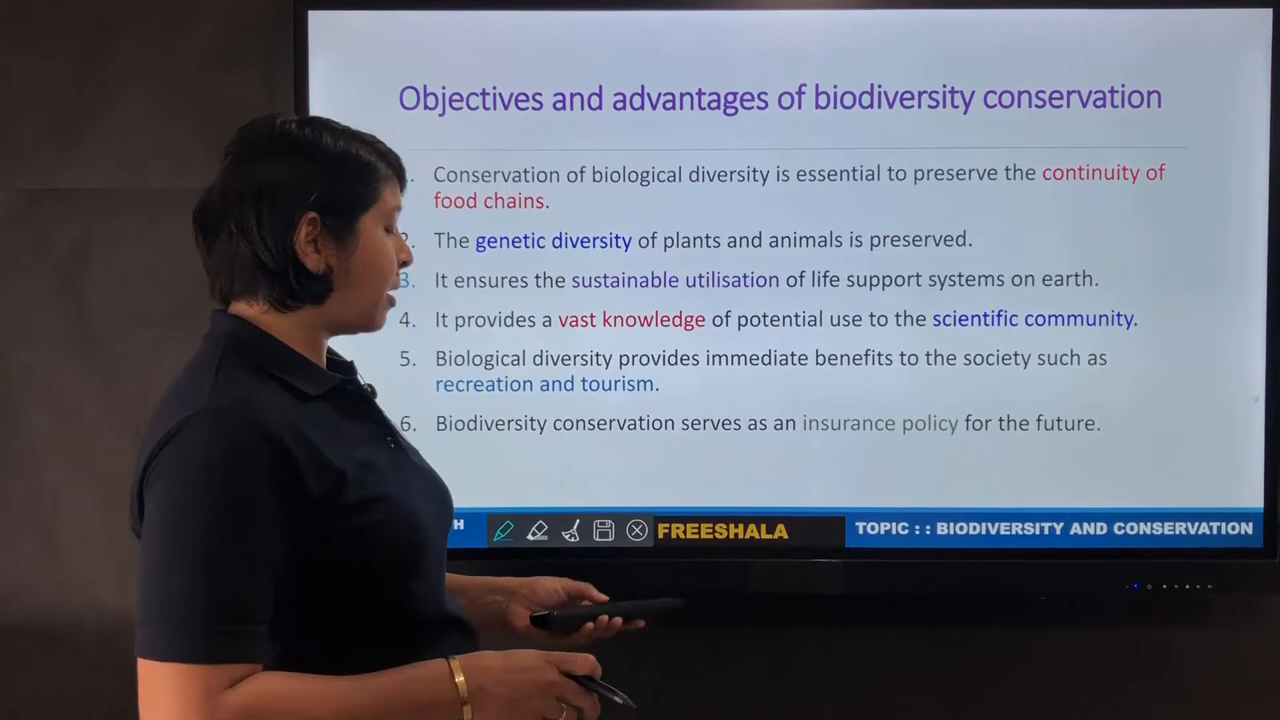 Objectives and advantages of biodiversity conservation
. Conservation of biological diversity is essential to preserve the continuity of
food chains.
2. The genetic diversity of plants and animals is preserved.
3. It ensures the sustainable utilisation of life support systems on earth.
4. It provides a vast knowledge of potential use to the scientific community.
5. Biological diversity provides immediate benefits to the society such as
recreation and tourism.
6. Biodiversity conservation serves as an insurance policy for the future.
H FREESHALA TOPIC : : BIODIVERSITY AND CONSERVATION